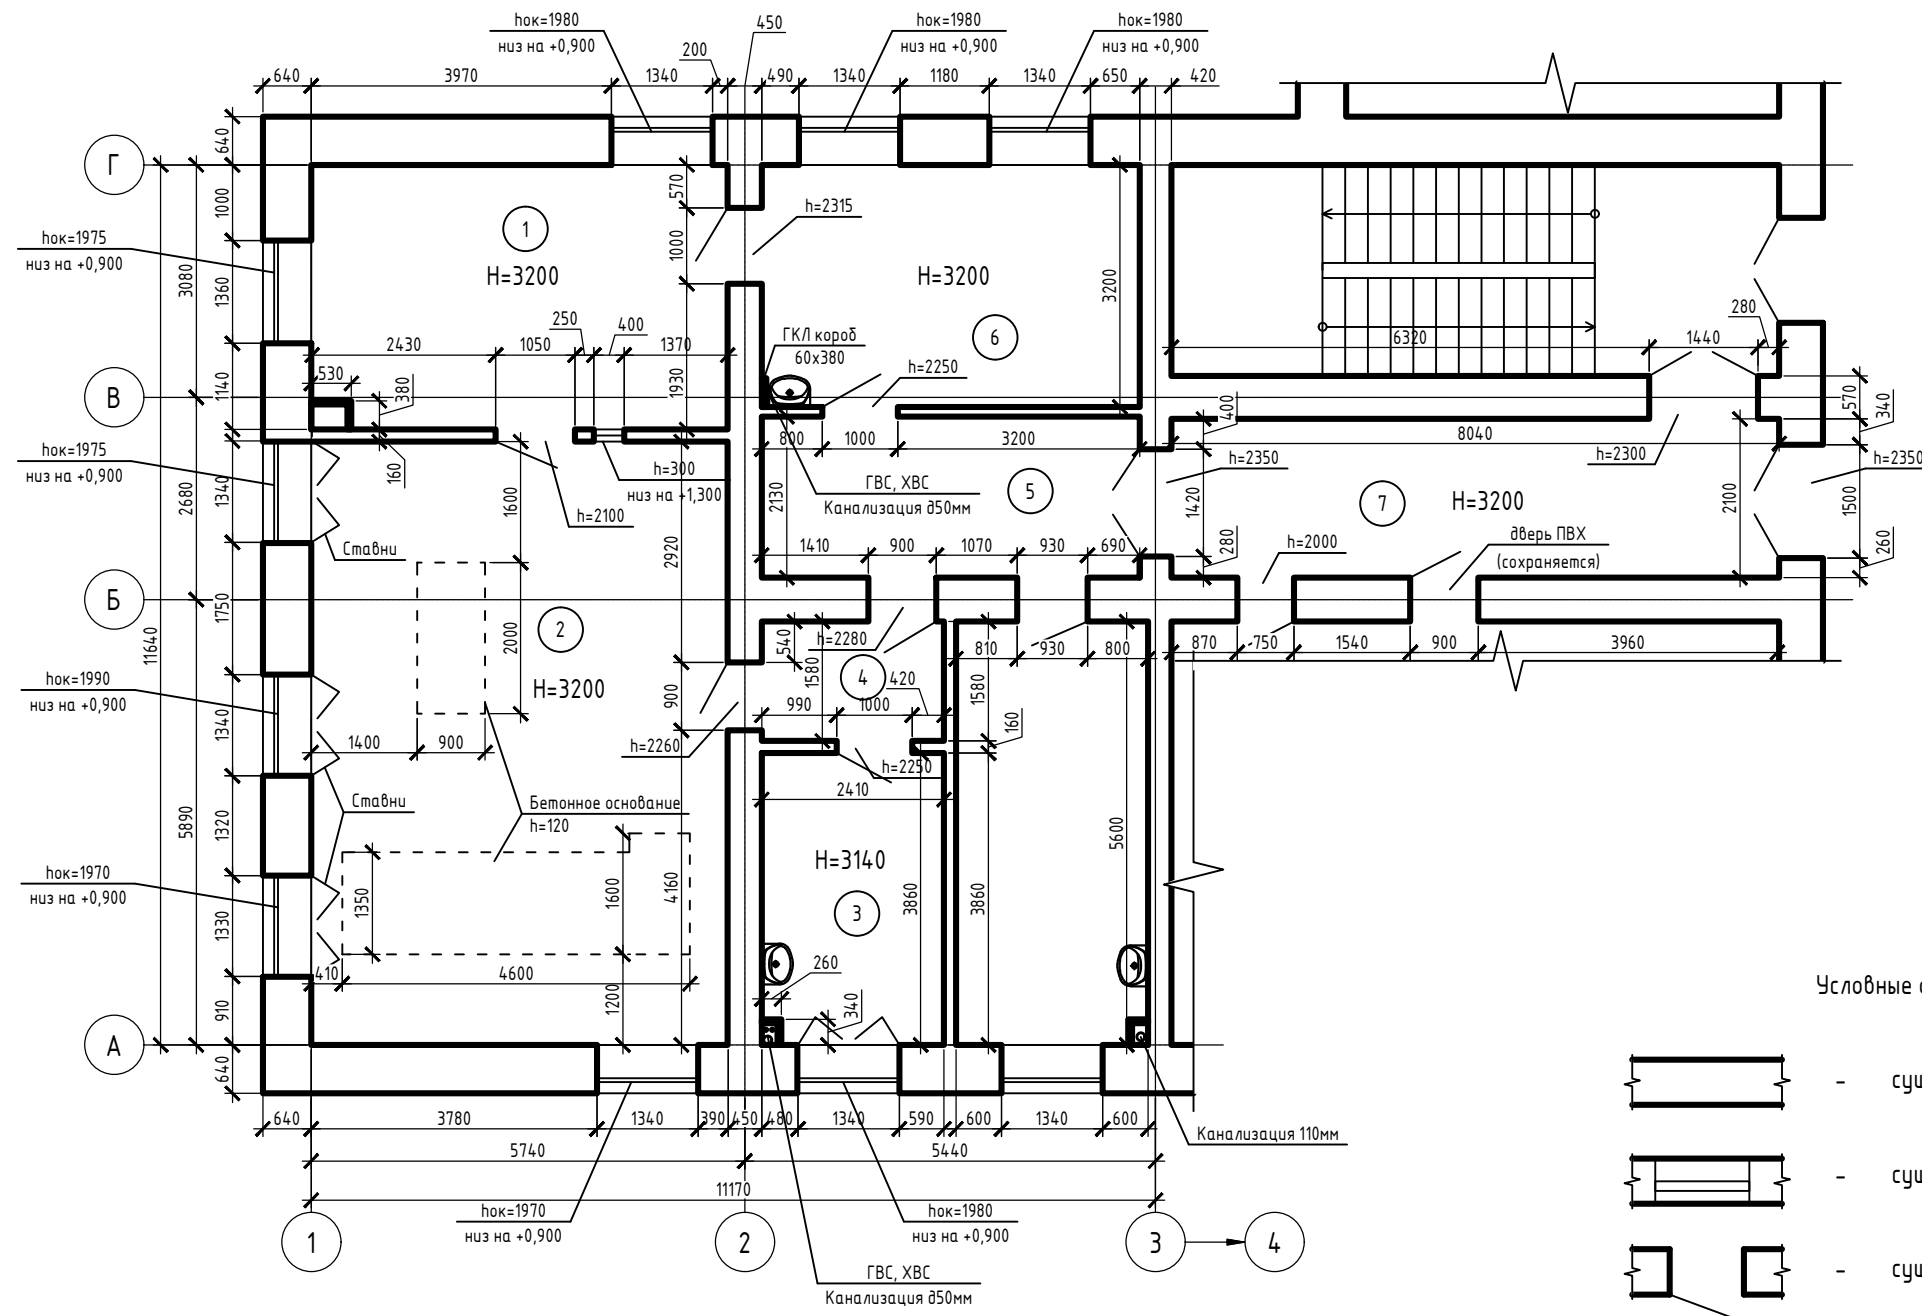 hок=1980
низ на +0,900
hок=1980
низ на +0,900
hок=1980
низ на +0,900
450
200
640
3970
1340
490
1340
1180
1340
650
420
640
Г
1000
570
h=2315
1
H=3200
1000
H=3200
3200
hок=1975
низ на +0,900
3080
1360
250
400
ГКЛ короб
60х380
6
280
2430
1050
1370
6320
1440
530
380
1930
h=2250
1140
В
400
570
340
800
1000
3200
8040
160
h=300
низ на +1,300
h=2350
h=2300
h=2350
hок=1975
низ на +0,900
2680
1340
1600
h=2100
2130
ГВС, ХВС
Канализация д50мм
5
1420
7
H=3200
2100
1500
Ставни
2920
1410
900
1070
930
690
280
h=2000
дверь ПВХ
(сохраняется)
260
Б
1750
11640
2
2000
540
h=2280
1580
810
930
800
870
750
1540
900
3960
4
420
hок=1990
низ на +0,900
H=3200
900
990
1000
1580
160
1340
1400
900
h=2260
h=2250
2410
Ставни
Бетонное основание
h=120
5890
1320
5600
H=3140
hок=1970
низ на +0,900
1350
1600
4160
3
3860
3860
1330
410
4600
260
340
1200
910
Условные
А
640
640
3780
1340
390
450
480
1340
590
600
1340
600
Канализация 110мм
-
5740
5440
11170
-
hок=1970
низ на +0,900
hок=1980
низ на +0,900
1
2
3
4
-
ГВС, ХВС
Канализация д50мм